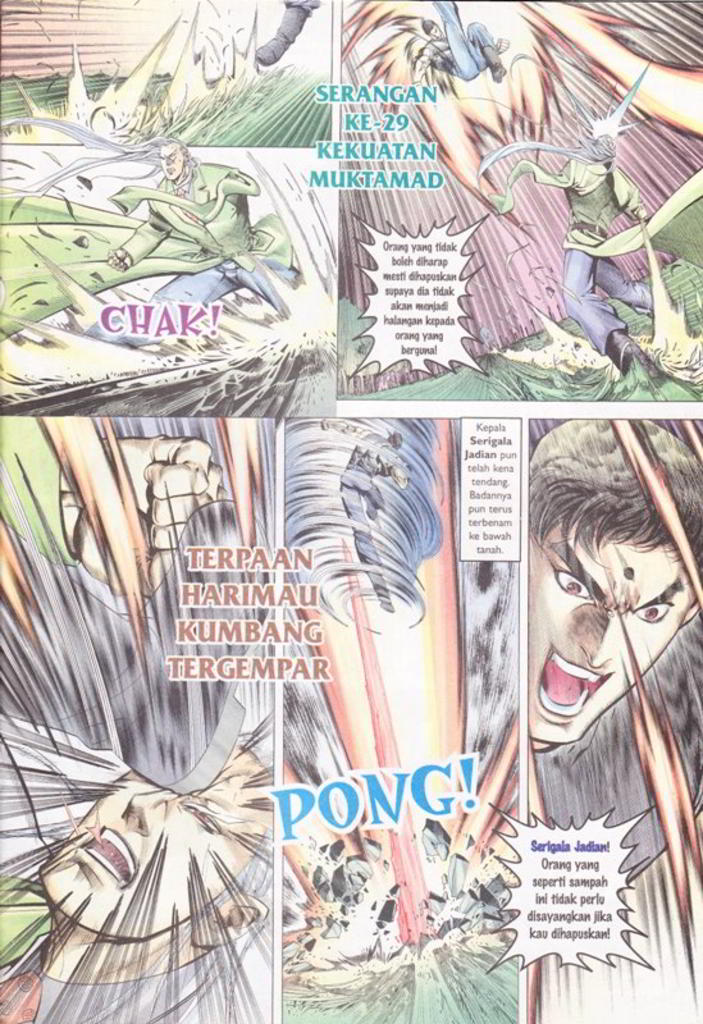 SERANGAN
KE-29
KEKUATAN
MUKTAMAD
Orang yang tidak
boleh diharap
mesti dihapuskan
supaya dia tidak
akan menjadi
halangan kepada
orang yang
berguna!
CHAK!
TERPAAN
HARIMAU
KUMBANG
TERGEMPAR
Kepala
Serigala
Jadian pun
telah kena
tendang.
Badannya
pun terus
terbenam
ke bawah
tanah.
PONG!
Serigala Jadian!
Orang yang
seperti sampah
ini tidak perlu
disayangkan jika
kau dihapuskan!